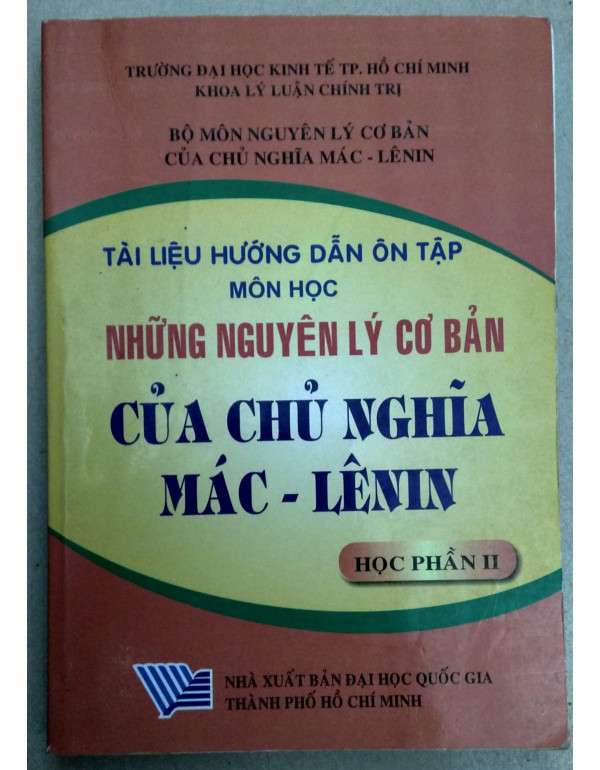 TRƯỜNG ĐẠI HỌC KINH TẾ TP. HỒ CHÍ MINH
KHOA LÝ LUẬN CHÍNH TRỊ
BỘ MÔN NGUYÊN LÝ CƠ BẢN
CỦA CHỦ NGHĨA MÁC - LÊNIN
TÀI LIỆU HƯỚNG DẪN ÔN TẬP
MÔN HỌC
NHỮNG NGUYÊN LÝ CƠ BẢN
CỦA CHỦ NGHĨA
MÁC - LÊNIN
HỌC PHẦN II
NHÀ XUẤT BẢN ĐẠI HỌC QUỐC GIA
THÀNH PHỐ HỒ CHÍ MINH